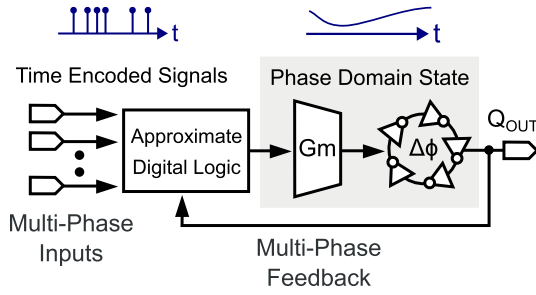 t
t
Time Encoded Signals
Phase Domain State
Approximate
Digital Logic
Gm
Δϕ
QOUT
Multi-Phase
Inputs
Multi-Phase
Feedback